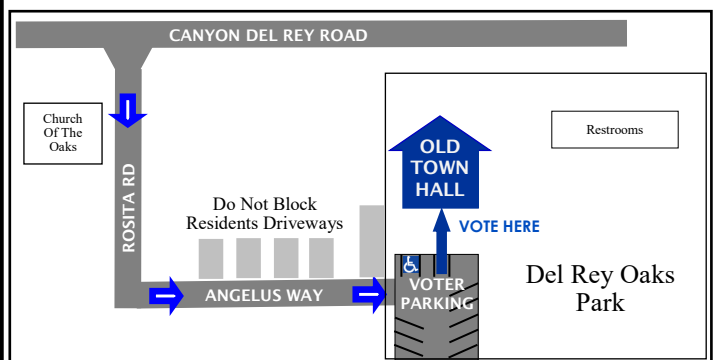 CANYON DEL REY ROAD
Church
Of The
Oaks
ROSITA RD
Do Not Block
Residents Driveways
ANGELUS WAY
OLD
TOWN
HALL
VOTE HERE
VOTER
PARKING
Restrooms
Del Rey Oaks
Park